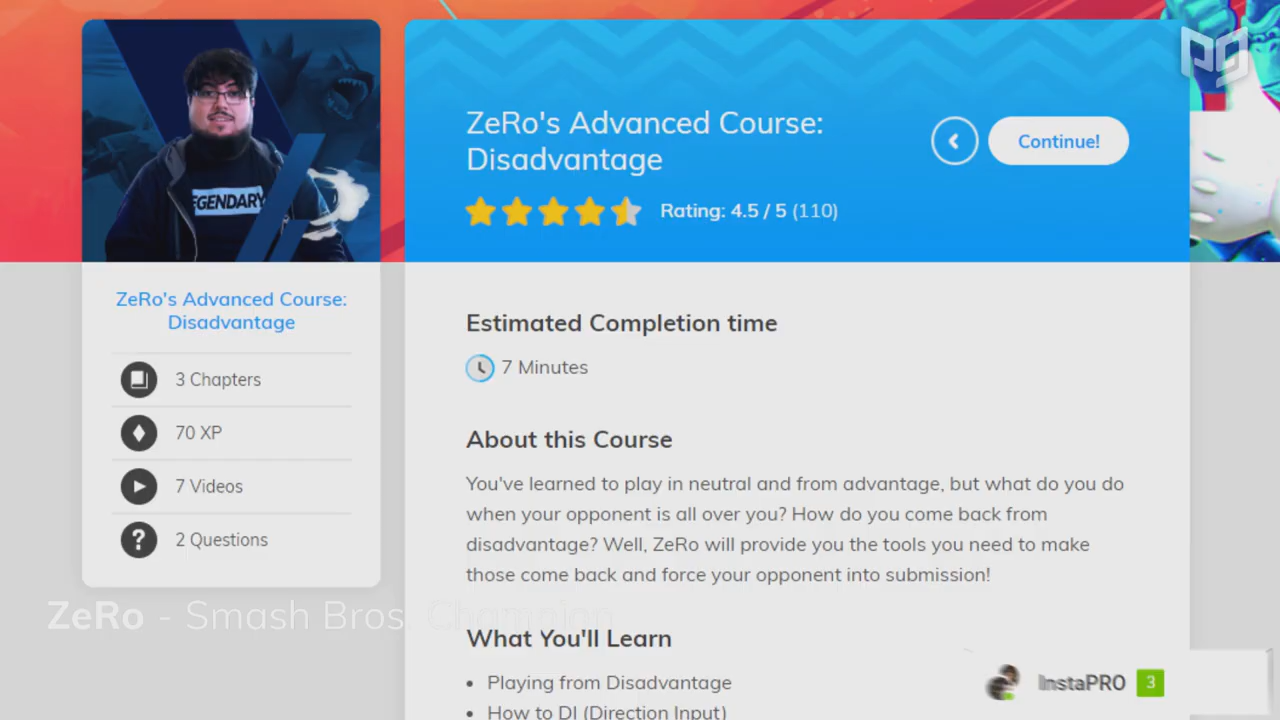 PG
EGENDARY
ZeRo's Advanced Course:
Disadvantage
Continue!
Rating: 4.5 / 5 (110)
ZeRo's Advanced Course:
Disadvantage
3 Chapters
70 XP
7 Videos
2 Questions
Estimated Completion time
7 Minutes
About this Course
You've learned to play in neutral and from advantage, but what do you do
when your opponent is all over you? How do you come back from
disadvantage? Well, ZeRo will provide you the tools you need to make
those come back and force your opponent into submission!
ZeRo - Smash Bros. Champion
What You'll Learn
• Playing from Disadvantage
• How to DI (Direction Input)
InstaPRO 3